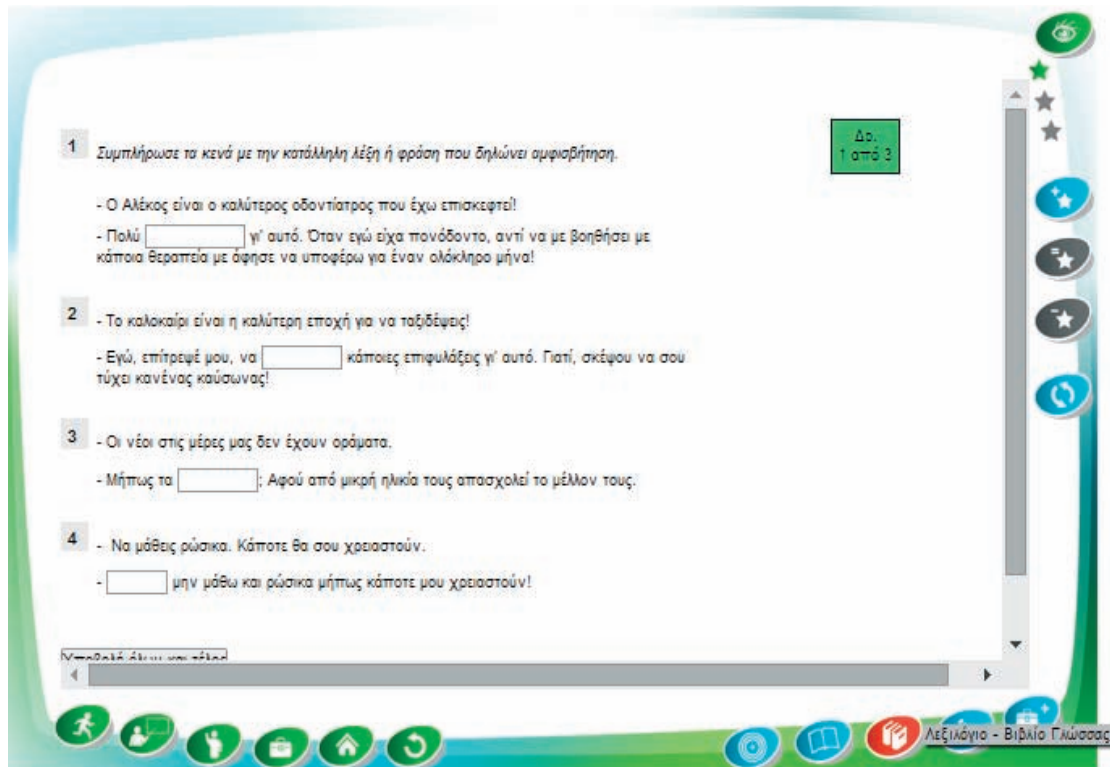 Δρ.
1 από 3
1 Συμπλήρωσε τα κενά με την κατάλληλη λέξη ή φράση που δηλώνει αμφισβήτηση.
- Ο Αλέκος είναι ο καλύτερος οδοντίατρος που έχω επισκεφτεί!
- Πολύ γι' αυτό. Όταν εγώ είχα πονόδοντο, αντί να με βοηθήσει με
κάποια θεραπεία με άφησε να υποφέρω για έναν ολόκληρο μήνα!
2 - Το καλοκαίρι είναι η καλύτερη εποχή για να ταξιδέψεις!
- Εγώ, επίτρεψέ μου, να κάποιες επιφυλάξεις γι' αυτό. Γιατί, σκέψου να σου
τύχει κανένας καύσωνας!
3 - Οι νέοι στις μέρες μας δεν έχουν οράματα.
- Μήπως τα ; Αφού από μικρή ηλικία τους απασχολεί το μέλλον τους.
4 - Να μάθεις ρώσικα. Κάποτε θα σου χρειαστούν.
- μην μάθω και ρώσικα μήπως κάποτε μου χρειαστούν!
Υποβολή όλων και τέλος
Λεξιλόγιο - Βιβλίο Γλώσσας